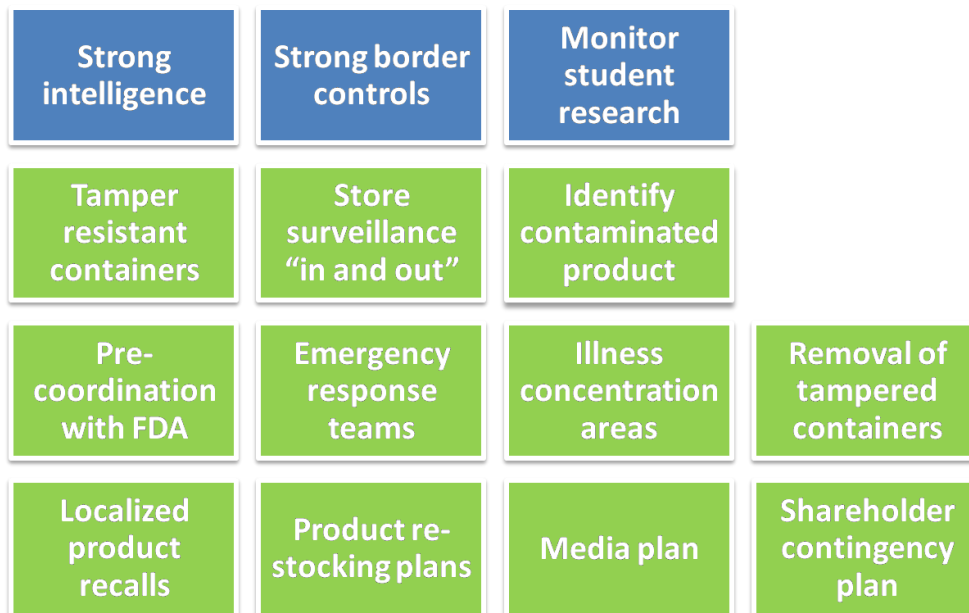 Strong
intelligence
Strong border
controls
Monitor
student
research
Tamper
resistant
containers
Store
surveillance
“in and out”
Identify
contaminated
product
Pre-
coordination
with FDA
Emergency
response
teams
Illness
concentration
areas
Removal of
tampered
containers
Localized
product
recalls
Product re-
stocking plans
Media plan
Shareholder
contingency
plan